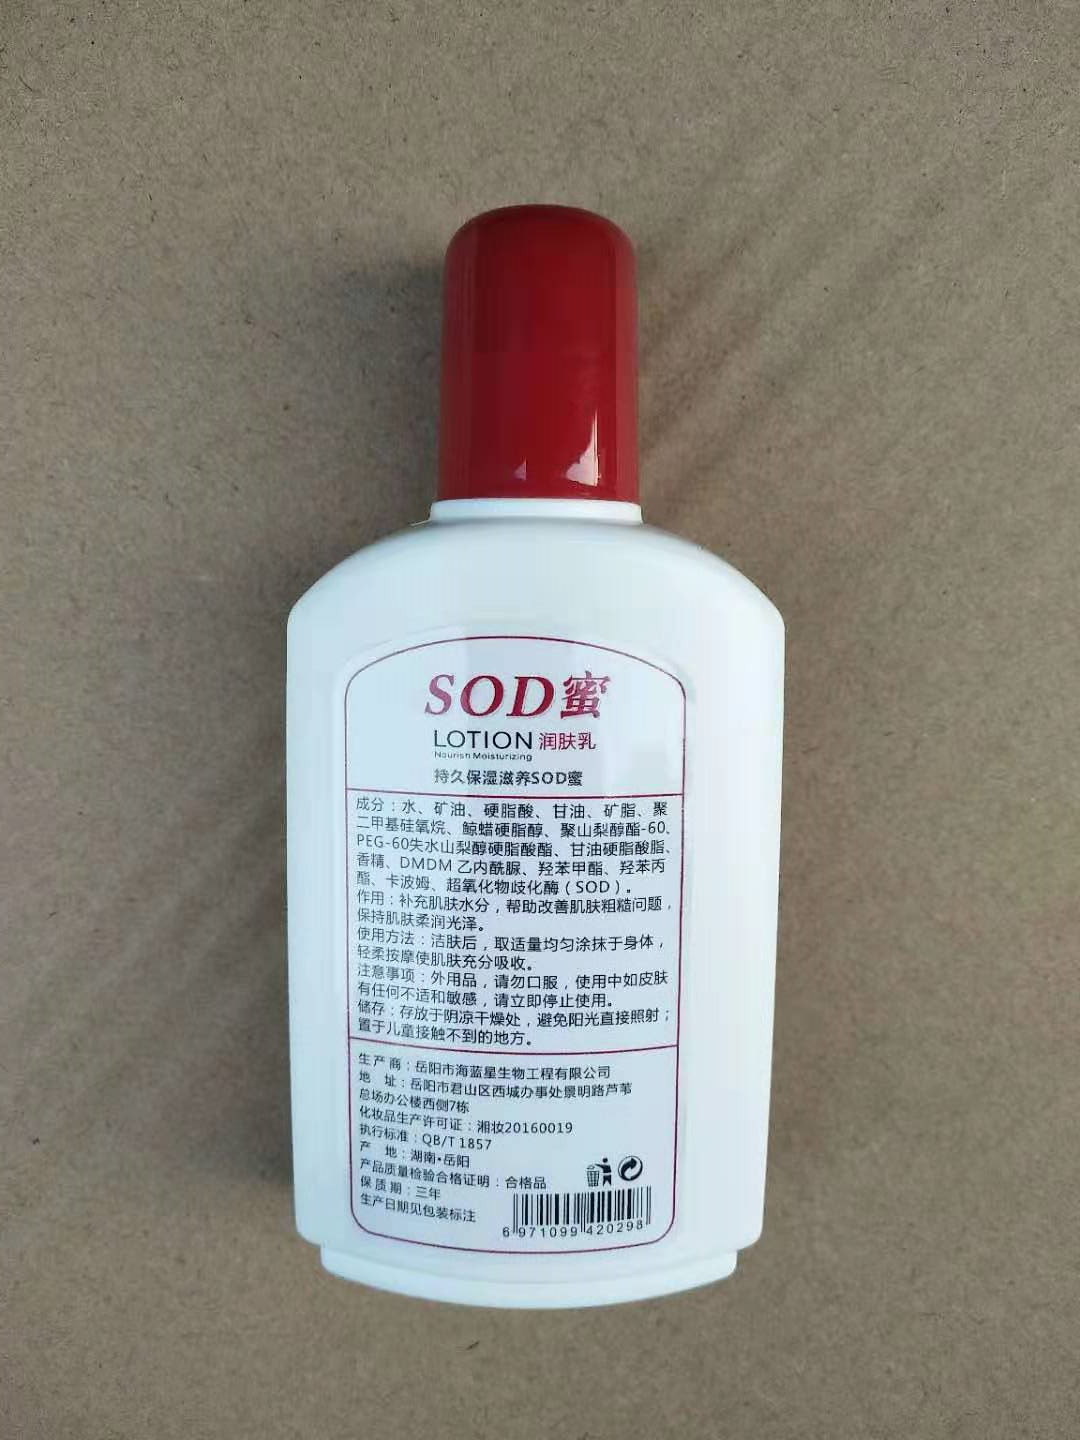 SOD蜜
LOTION 润肤乳
Nourish Moisturizing
持久保湿滋养SOD蜜
成分：水、矿油、硬脂酸、甘油、矿脂、聚
二甲基硅氧烷、鲸蜡硬脂醇、聚山梨醇酯-60、
PEG-60失水山梨醇硬脂酸酯、甘油硬脂酸脂、
香精、DMDM 乙内酰脲、羟苯甲酯、羟苯丙
酯、卡波姆、超氧化物歧化酶（SOD）。
作用：补充肌肤水分，帮助改善肌肤粗糙问题，
保持肌肤柔润光泽。
使用方法：洁肤后，取适量均匀涂抹于身体，
轻柔按摩使肌肤充分吸收。
注意事项：外用品，请勿口服，使用中如皮肤
有任何不适和敏感，请立即停止使用。
储存：存放于阴凉干燥处，避免阳光直接照射；
置于儿童接触不到的地方。
生产商：岳阳市海蓝星生物工程有限公司
地 址：岳阳市君山区西城办事处景明路芦苇
总场办公楼西侧7栋
化妆品生产许可证：湘妆20160019
执行标准：QB/T 1857
产 地：湖南·岳阳
产品质量检验合格证明：合格品
保质期：三年
生产日期见包装标注
6 971099 420298